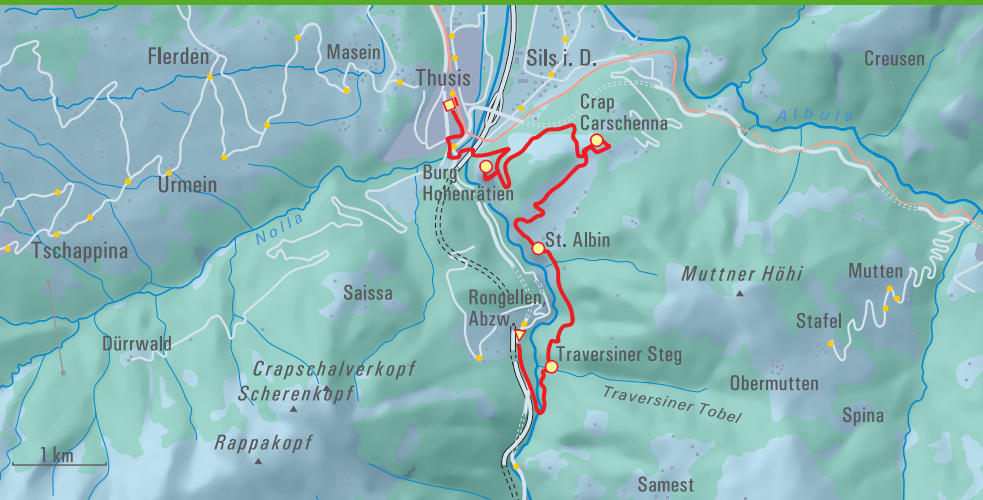 Flerden
Masein
Thusis
Sils i. D.
Creusen
Crap
Carschenna
Albula
Urmein
Burg
Hohenrätien
Nolla
Tschappina
St. Albin
Muttner Höhi
Mutten
Saissa
Rongellen,
Abzw.
Stafel
Dürrwald
Traversiner Steg
Crapschalverkopf
Scherenkopf
Obermutten
Traversiner Tobel
Spina
Rappakopf
1 km
Samest